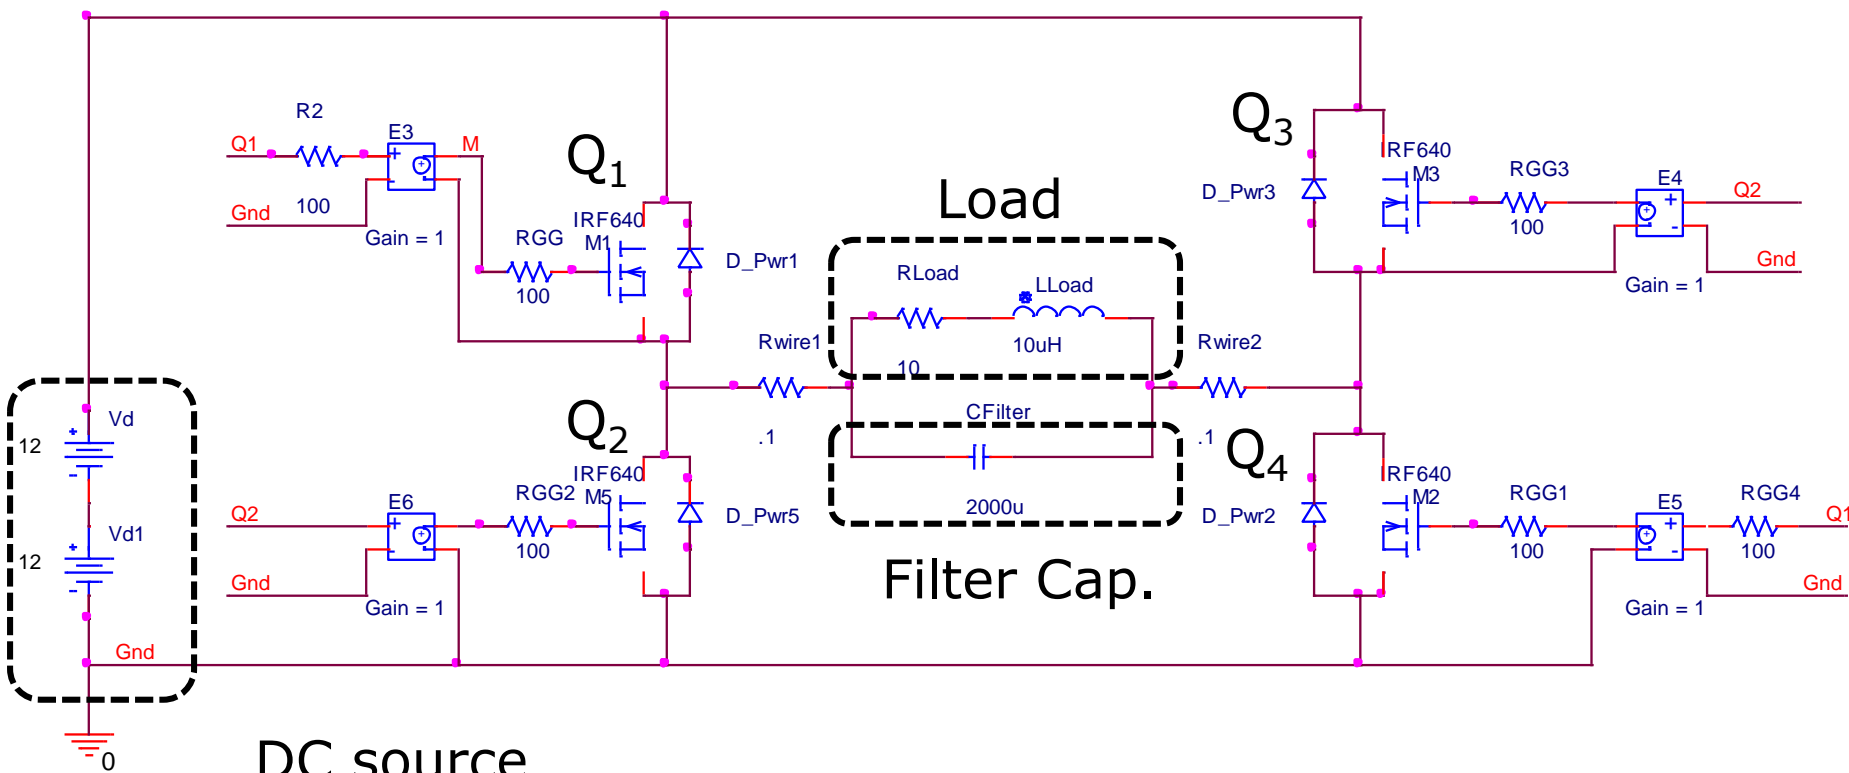 R2
Q1
E3
M
Q1
Gnd
100
Gain = 1
IRF640
M1
RGG
100
D_Pwr1
Load
RLoad
LLoad
10uH
10
Rwire1
.1
Rwire2
.1
CFilter
2000u
Filter Cap.
Q3
RF640
M3
D_Pwr3
RGG3
100
E4
Q2
Gnd
Gain = 1
Vd
12
Vd1
12
Gnd
0
DC source
Q2
IRF640
M5
Q2
E6
RGG2
100
Gnd
Gain = 1
D_Pwr5
Q4
RF640
M2
D_Pwr2
RGG1
100
E5
RGG4
100
Q1
Gnd
Gain = 1